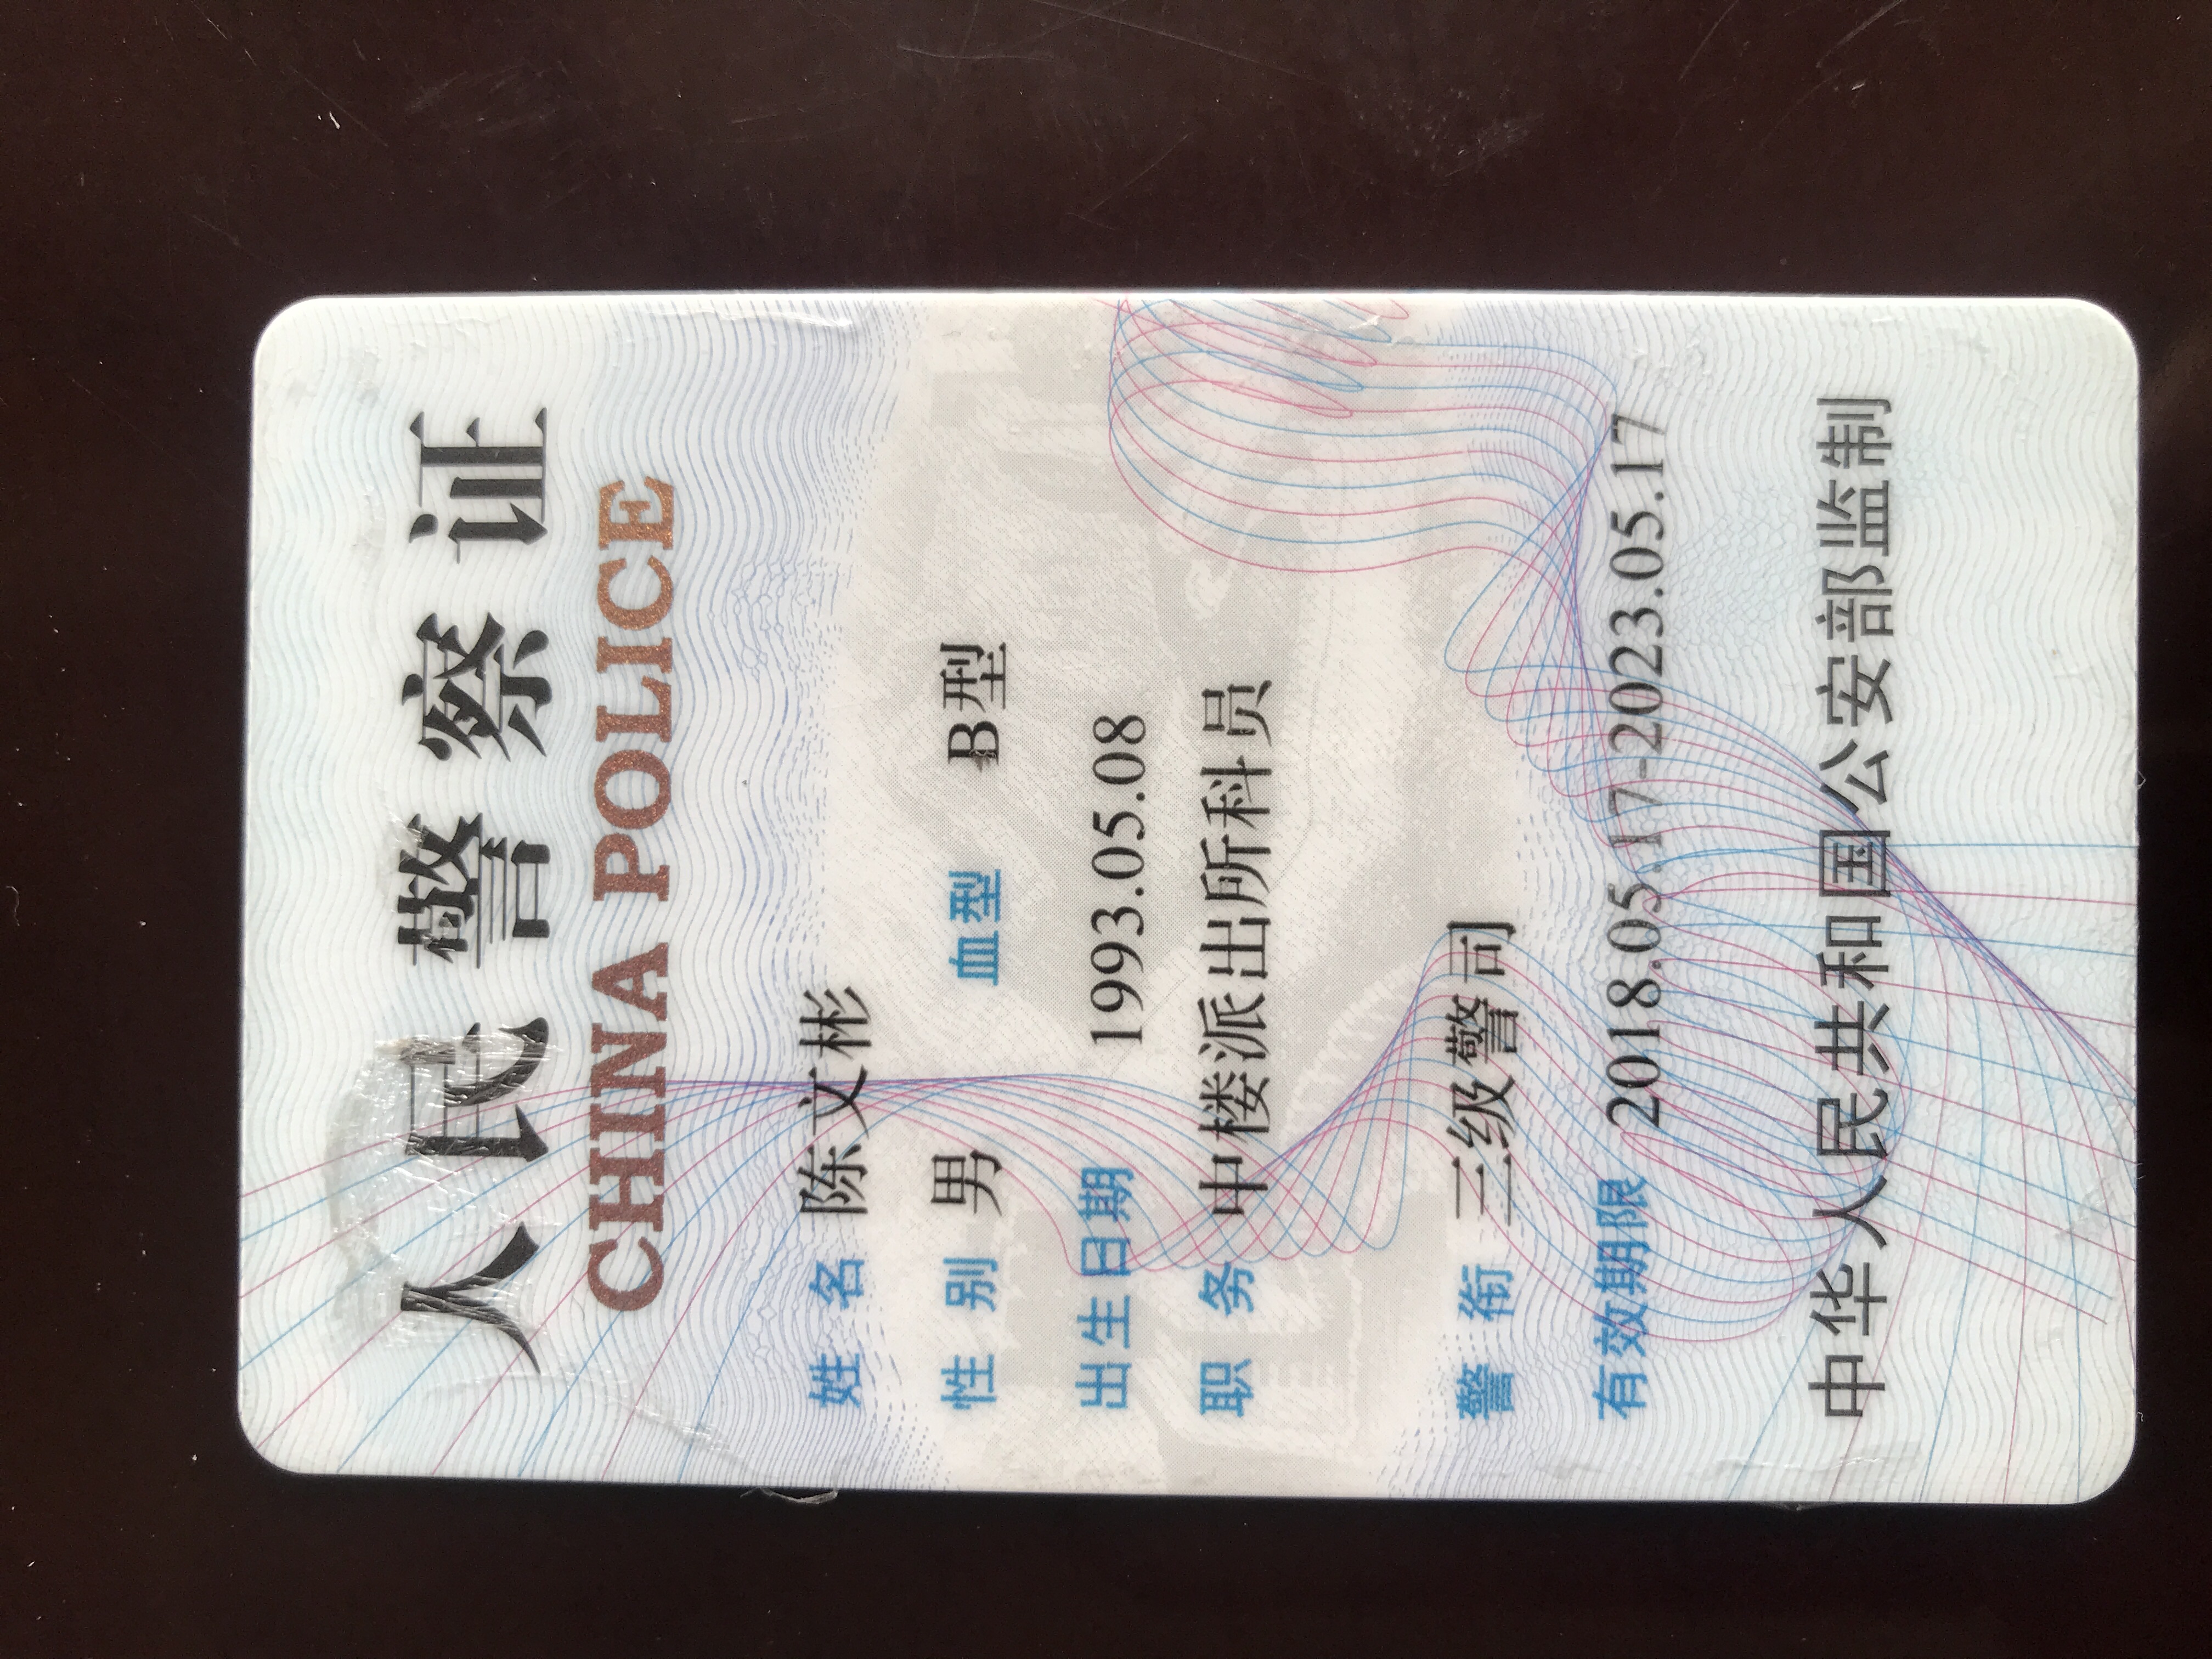 人民警察证
CHINA POLICE
姓名 陈文彬
性别 男 血型 B型
出生日期 1993.05.08
职务 中楼派出所科员
警衔 三级警司
有效期限 2018.05.17-2023.05.17
中华人民共和国公安部监制